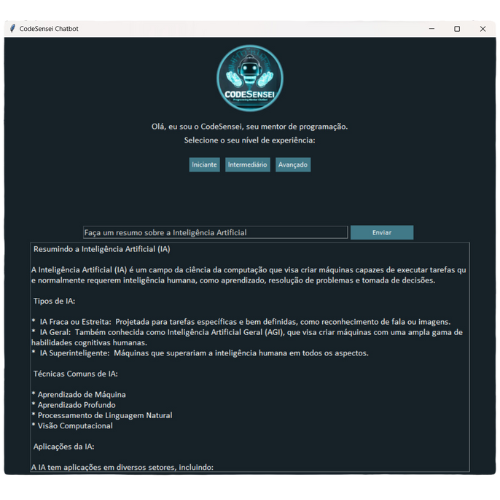 CodeSensei Chatbot
CODESENSEI
Olá, eu sou o CodeSensei, seu mentor de programação.
Selecione o seu nível de experiência:
Iniciante Intermediário Avançado
Faça um resumo sobre a Inteligência Artificial Enviar
Resumindo a Inteligência Artificial (IA)
A Inteligência Artificial (IA) é um campo da ciência da computação que visa criar máquinas capazes de executar tarefas qu
e normalmente requerem inteligência humana, como aprendizado, resolução de problemas e tomada de decisões.
Tipos de IA:
* IA Fraca ou Estreita: Projetada para tarefas específicas e bem definidas, como reconhecimento de fala ou imagens.
* IA Geral: Também conhecida como Inteligência Artificial Geral (AGI), que visa criar máquinas com uma ampla gama de
habilidades cognitivas humanas.
* IA Superinteligente: Máquinas que superariam a inteligência humana em todos os aspectos.
Técnicas Comuns de IA:
* Aprendizado de Máquina
* Aprendizado Profundo
* Processamento de Linguagem Natural
* Visão Computacional
Aplicações da IA:
A IA tem aplicações em diversos setores, incluindo: